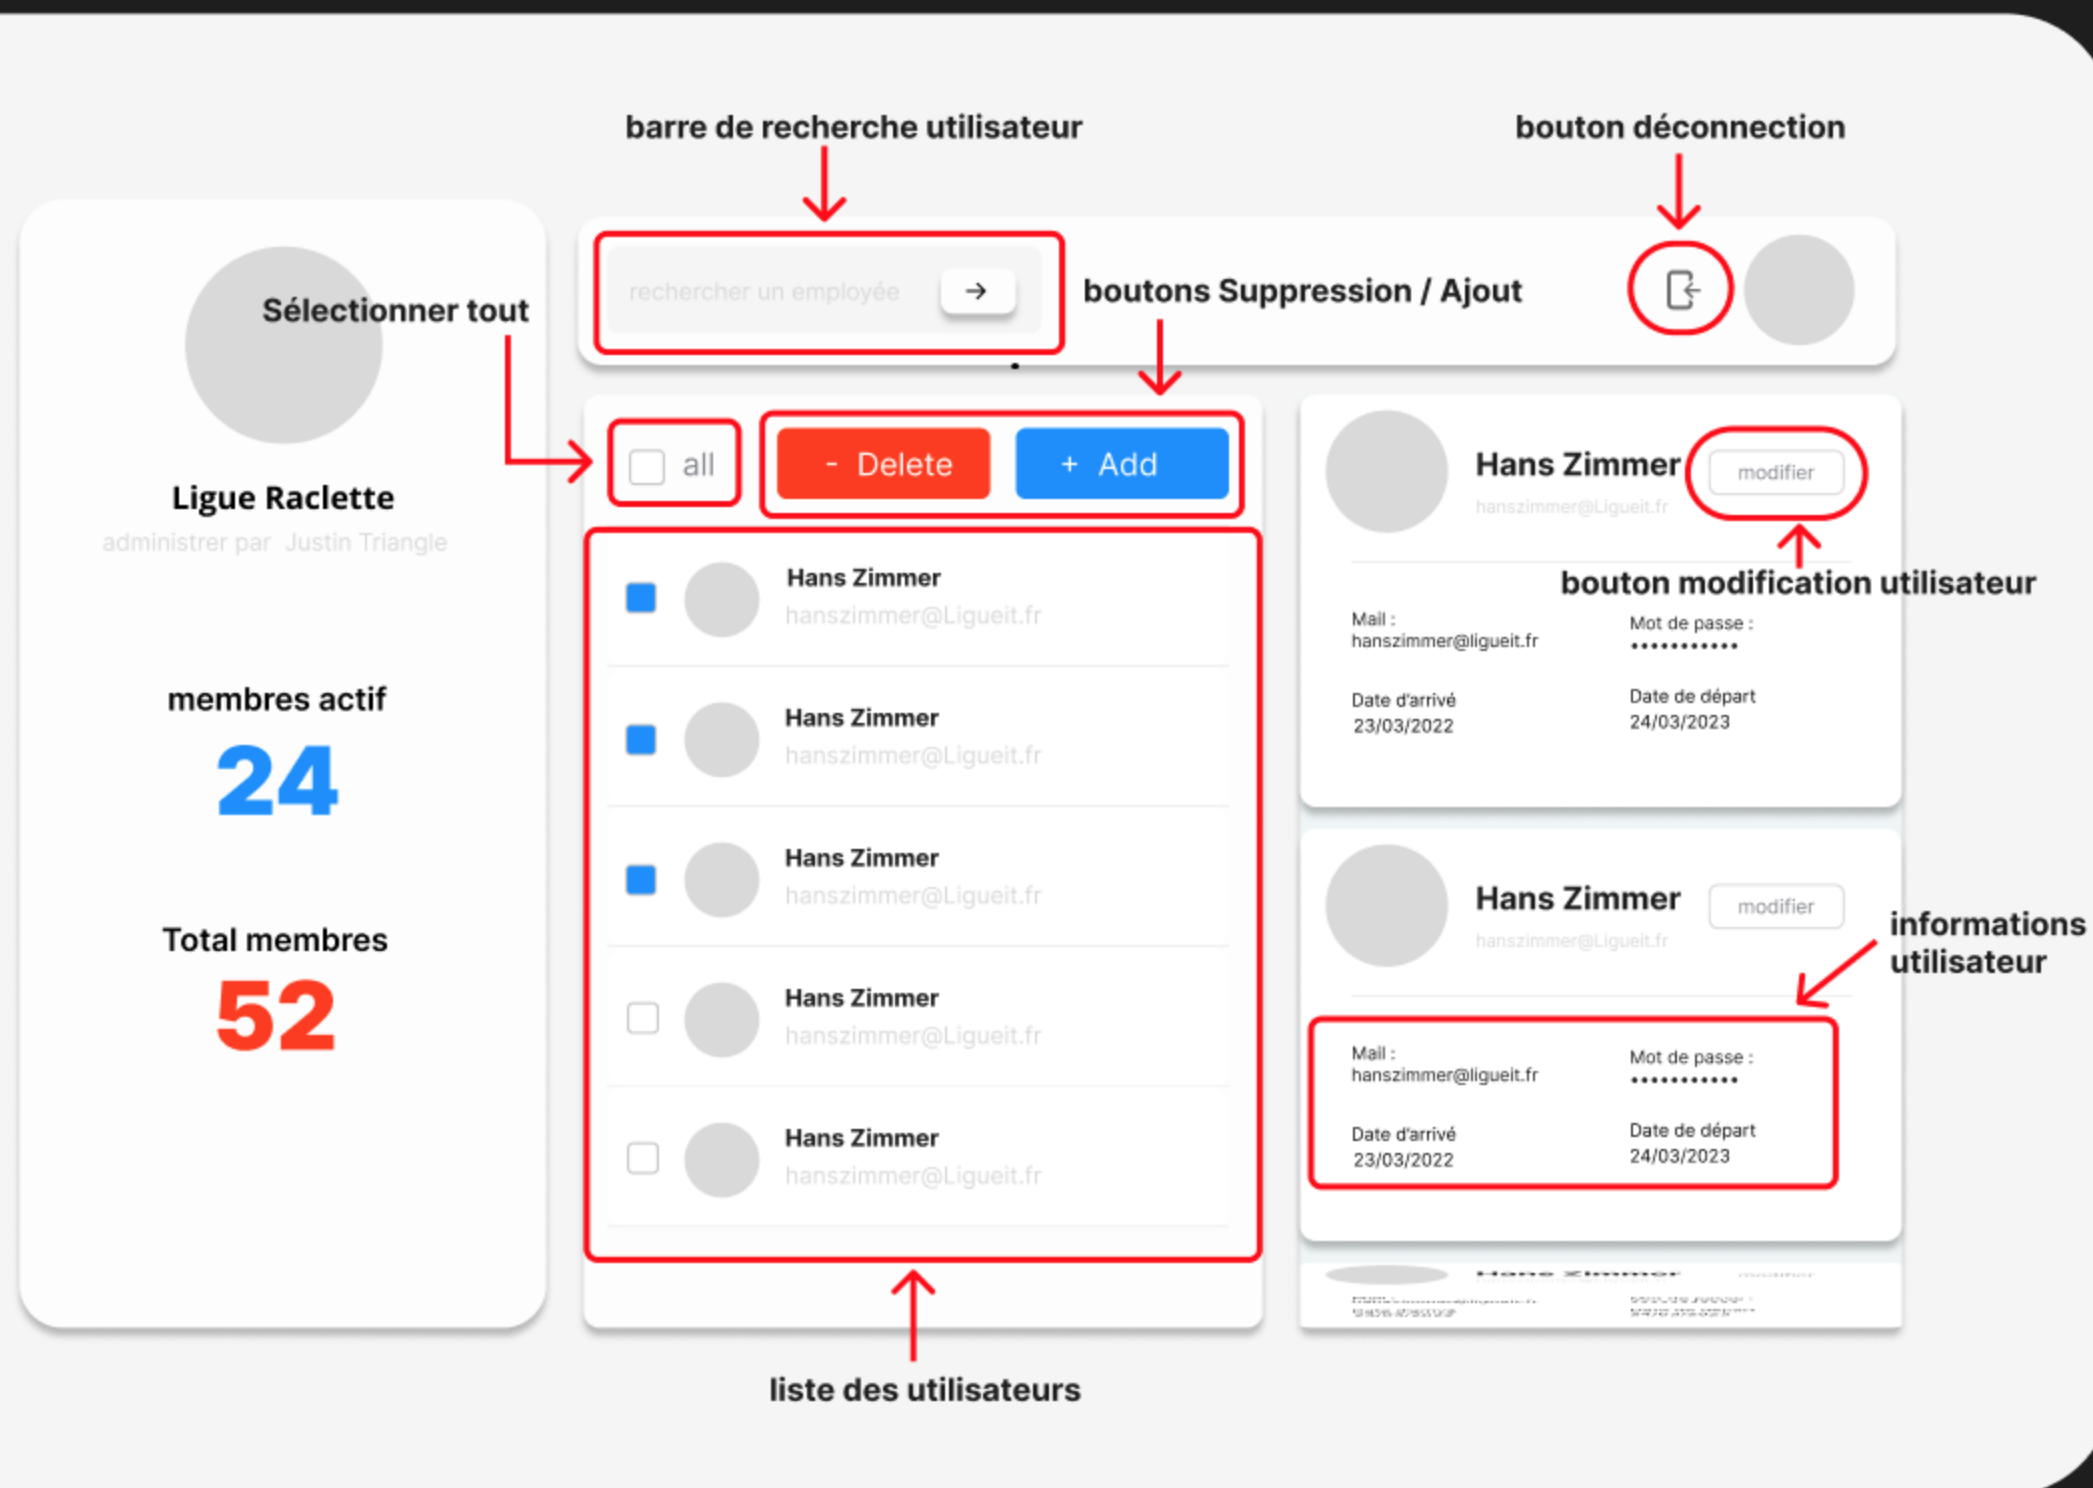 barre de recherche utilisateur
bouton déconnection
rechercher un employée
→
boutons Suppression / Ajout
Sélectionner tout
Ligue Raclette
administrer par Justin Triangle
membres actif
24
Total membres
52
all
- Delete
+ Add
Hans Zimmer
hanszimmer@Ligueit.fr
Hans Zimmer
hanszimmer@Ligueit.fr
Hans Zimmer
hanszimmer@Ligueit.fr
Hans Zimmer
hanszimmer@Ligueit.fr
Hans Zimmer
hanszimmer@Ligueit.fr
liste des utilisateurs
Hans Zimmer
modifier
hanszimmer@Ligueit.fr
bouton modification utilisateur
Mail :
hanszimmer@ligueit.fr
Mot de passe :
•••••••••••
Date d'arrivé
23/03/2022
Date de départ
24/03/2023
Hans Zimmer
modifier
hanszimmer@Ligueit.fr
informations
utilisateur
Mail :
hanszimmer@ligueit.fr
Mot de passe :
•••••••••••
Date d'arrivé
23/03/2022
Date de départ
24/03/2023
Hans Zimmer
modifier